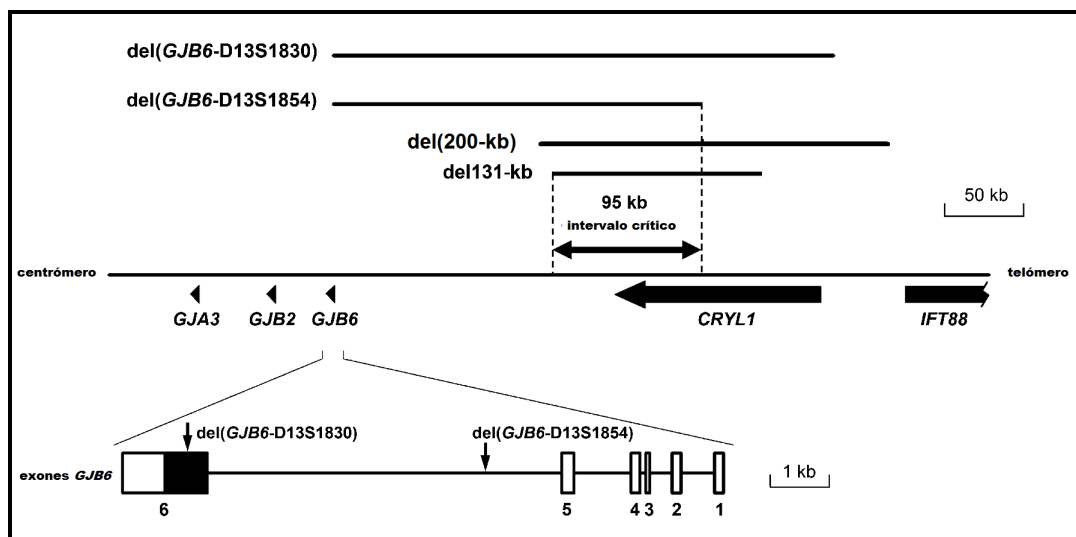 del(GJB6-D13S1830)
del(GJB6-D13S1854)
del(200-kb)
del131-kb
95 kb
intervalo crítico
50 kb
centrómero
telómero
GJA3
GJB2
GJB6
CRYL1
IFT88
del(GJB6-D13S1830)
del(GJB6-D13S1854)
exones GJB6
1 kb
6
5
4
3
2
1